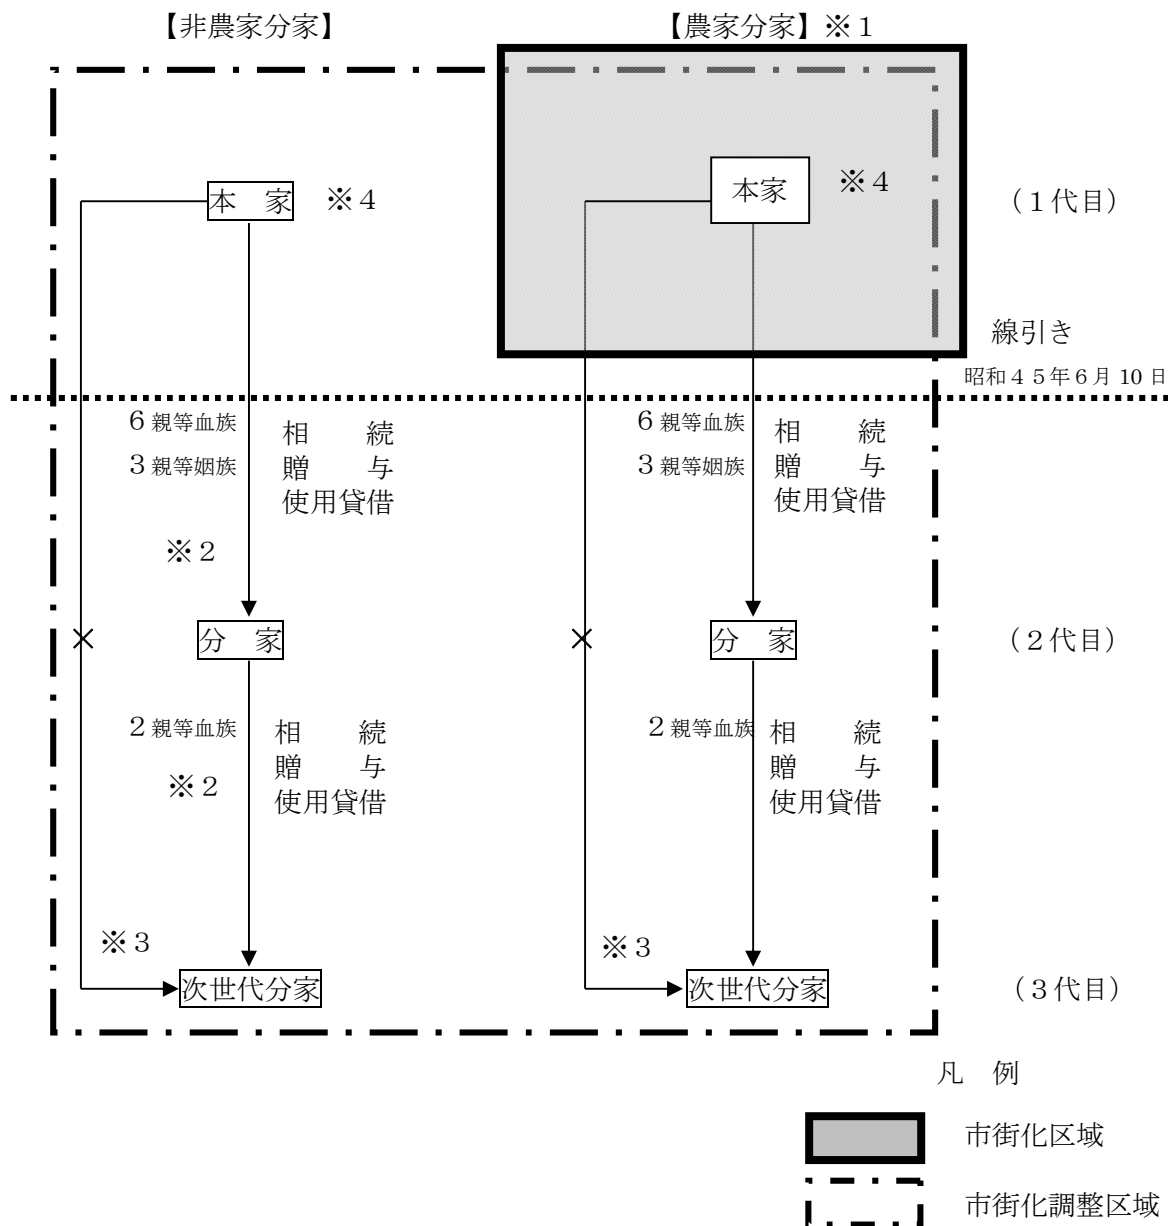 【非農家分家】 【農家分家】※１
本　家 ※４ 本家 ※４ （１代目）
線引き
昭和４５年６月 10 日
６親等血族 相　　続 ６親等血族 相　　続
３親等姻族 贈　　与 ３親等姻族 贈　　与
使用貸借 使用貸借
※２
× 分　家 × 分　家 （２代目）
２親等血族 相　　続 ２親等血族 相　　続
※２ 贈　　与 贈　　与
使用貸借 使用貸借
※３ ※３
次世代分家 次世代分家 （３代目）
凡　例
市街化区域
市街化調整区域